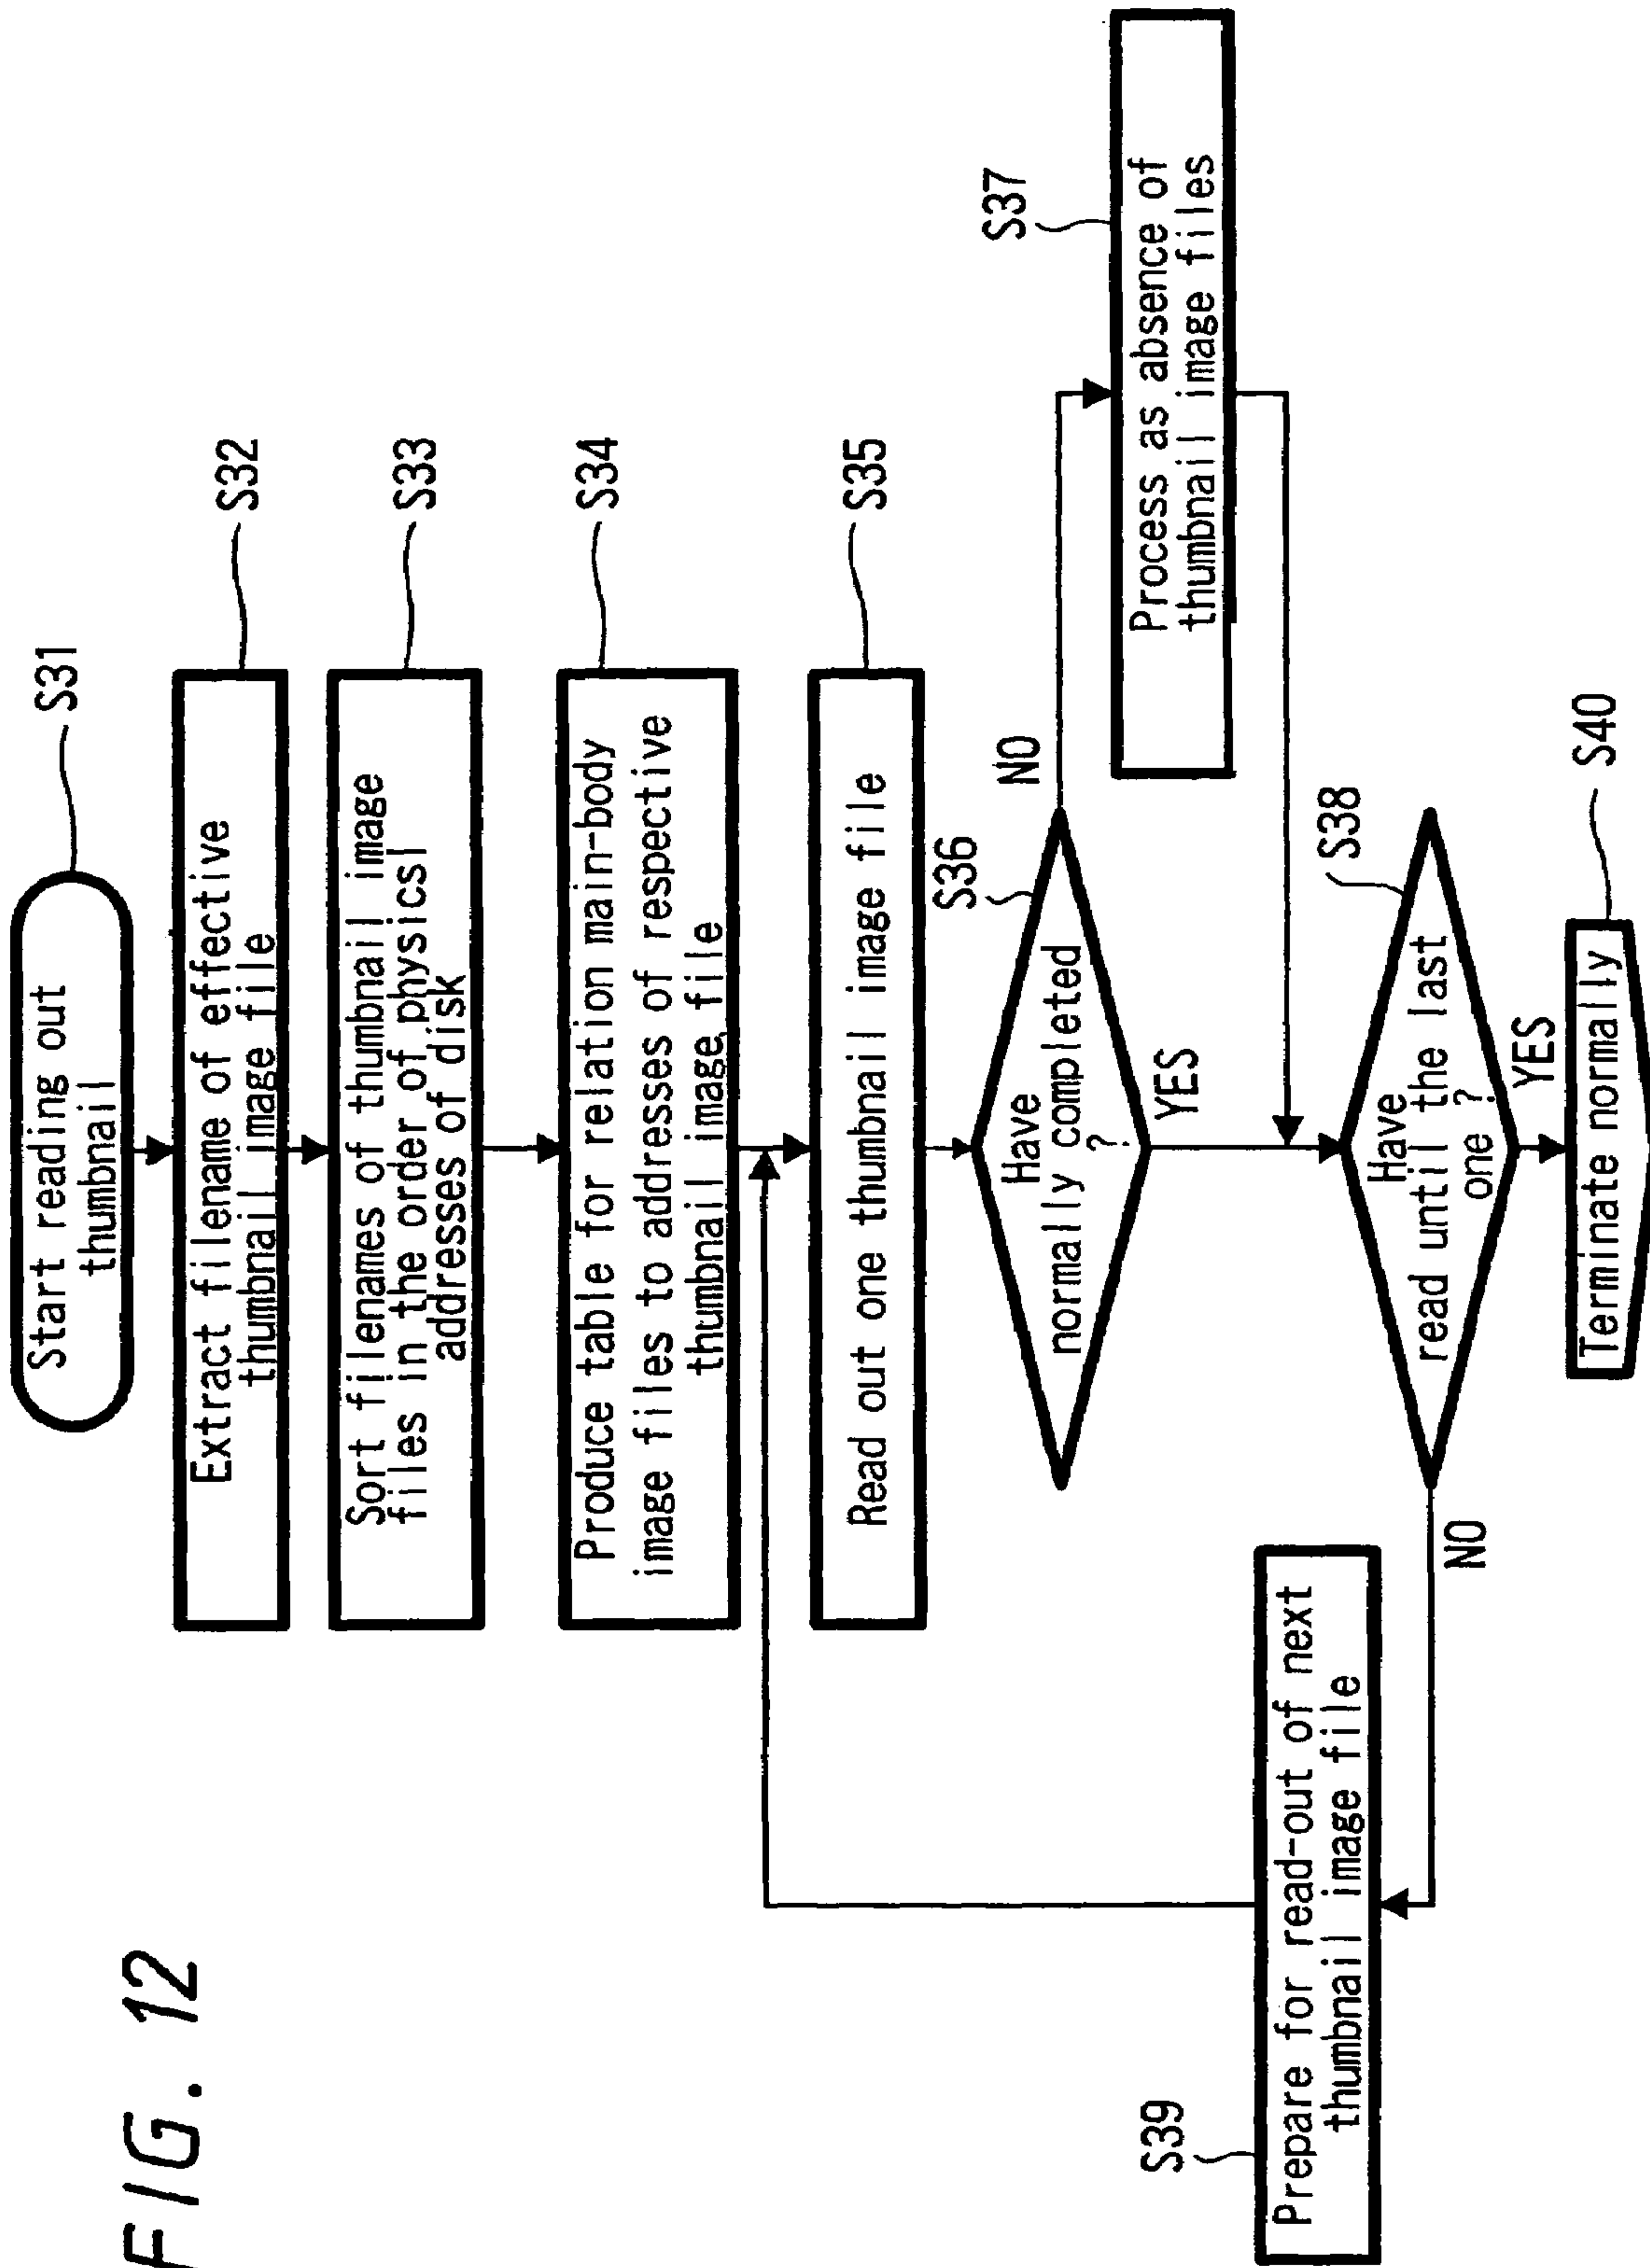 FIG. 12
Start reading out
thumbnail
S31
Extract filename of effective
thumbnail image file
S32
Sort filenames of thumbnail image
files in the order of physicsl
addresses of disk
S33
Produce table for relation main-body
image files to addresses of respective
thumbnail image file
S34
Read out one thumbnail image file
S35
Have
normally completed
?
S36
NO
YES
Process as absence of
thumbnail image files
S37
Have
read until the last
one ?
S38
NO
YES
Prepare for read-out of next
thumbnail image file
S39
Terminate normally
S40